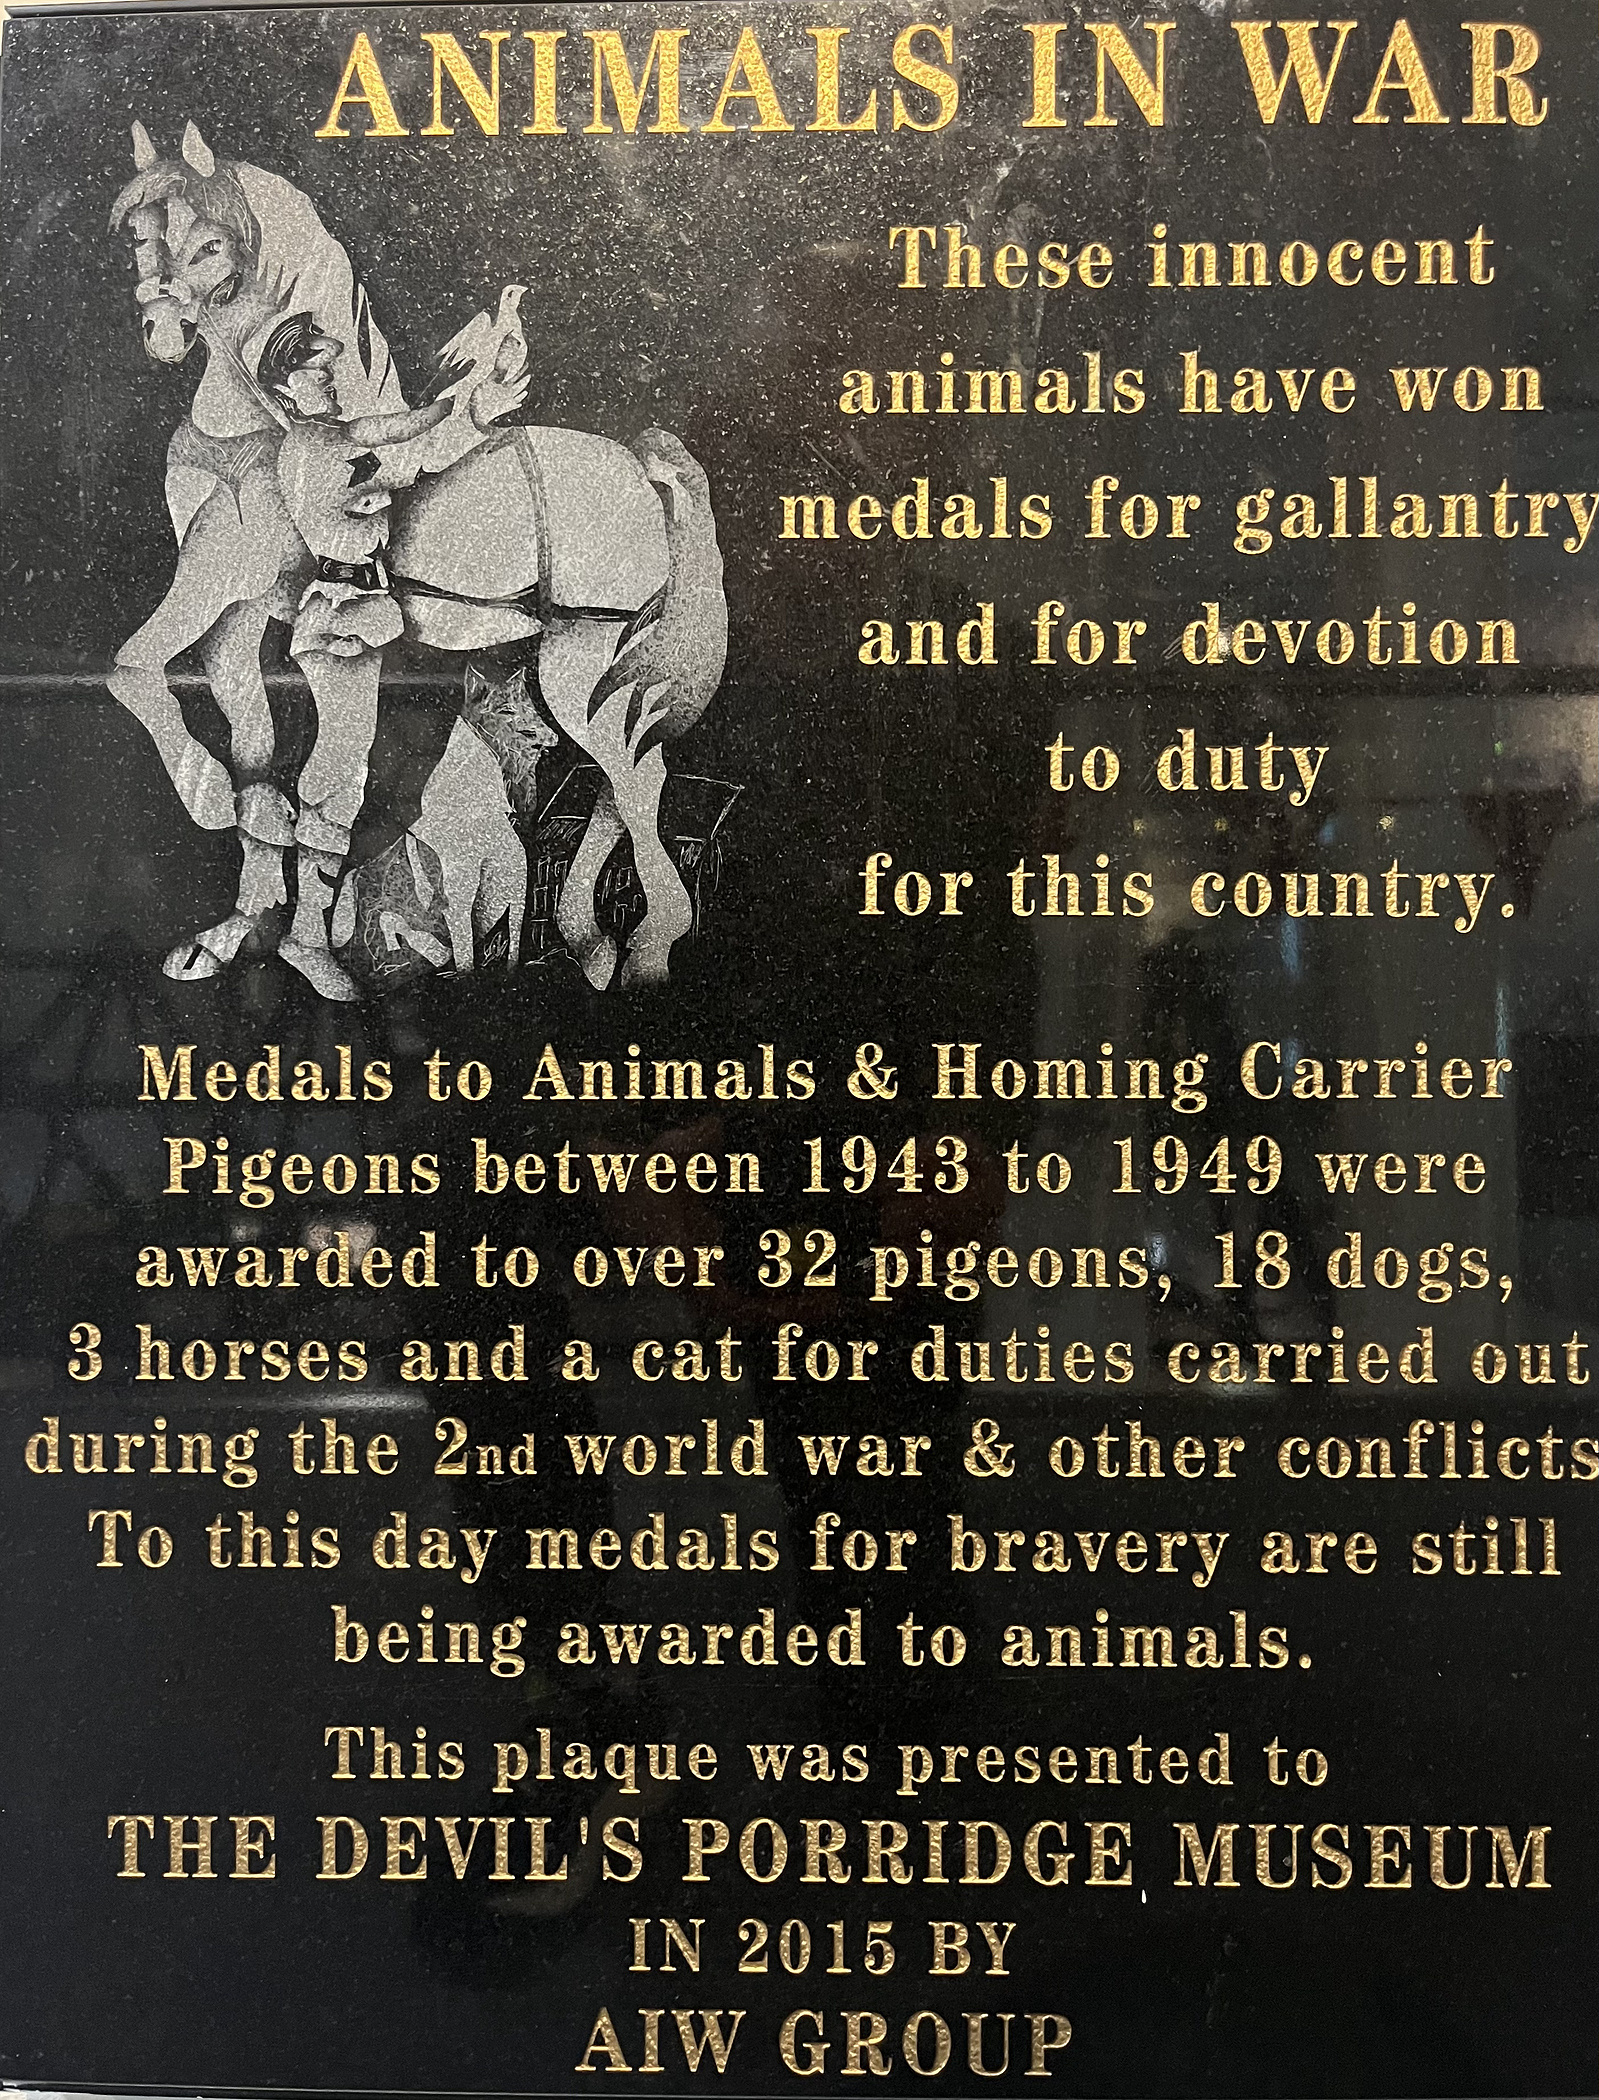 ANIMALS IN WAR
These innocent
animals have won
medals for gallantry
and for devotion
to duty
for this country.
Medals to Animals & Homing Carrier
Pigeons between 1943 to 1949 were
awarded to over 32 pigeons, 18 dogs,
3 horses and a cat for duties carried out
during the 2nd world war & other conflicts
To this day medals for bravery are still
being awarded to animals.
This plaque was presented to
THE DEVIL'S PORRIDGE MUSEUM
IN 2015 BY
AIW GROUP